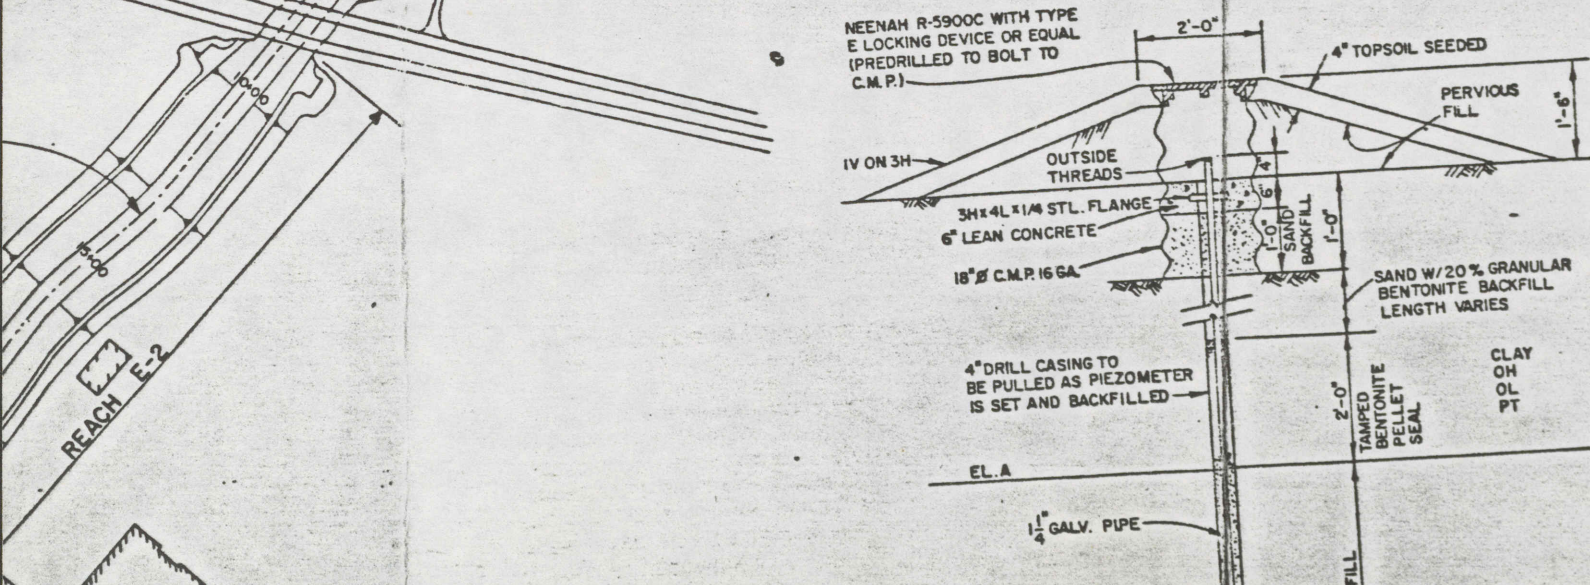 10+00
15+00
REACH E-2
NEENAH R-5900C WITH TYPE
E LOCKING DEVICE OR EQUAL
(PREDRILLED TO BOLT TO
C.M.P.)
2'-0"
4" TOPSOIL SEEDED
PERVIOUS
FILL
1'-6"
1V ON 3H
OUTSIDE
THREADS
4"
6"
3H x 4L x 1/4 STL. FLANGE
6" LEAN CONCRETE
18" Ø C.M.P. 16 GA.
1'-0"
SAND
BACKFILL
1'-0"
SAND W/20% GRANULAR
BENTONITE BACKFILL
LENGTH VARIES
4" DRILL CASING TO
BE PULLED AS PIEZOMETER
IS SET AND BACKFILLED
2'-0"
TAMPED
BENTONITE
PELLET
SEAL
CLAY
OH
OL
PT
EL. A
1 1/4" GALV. PIPE
FILL